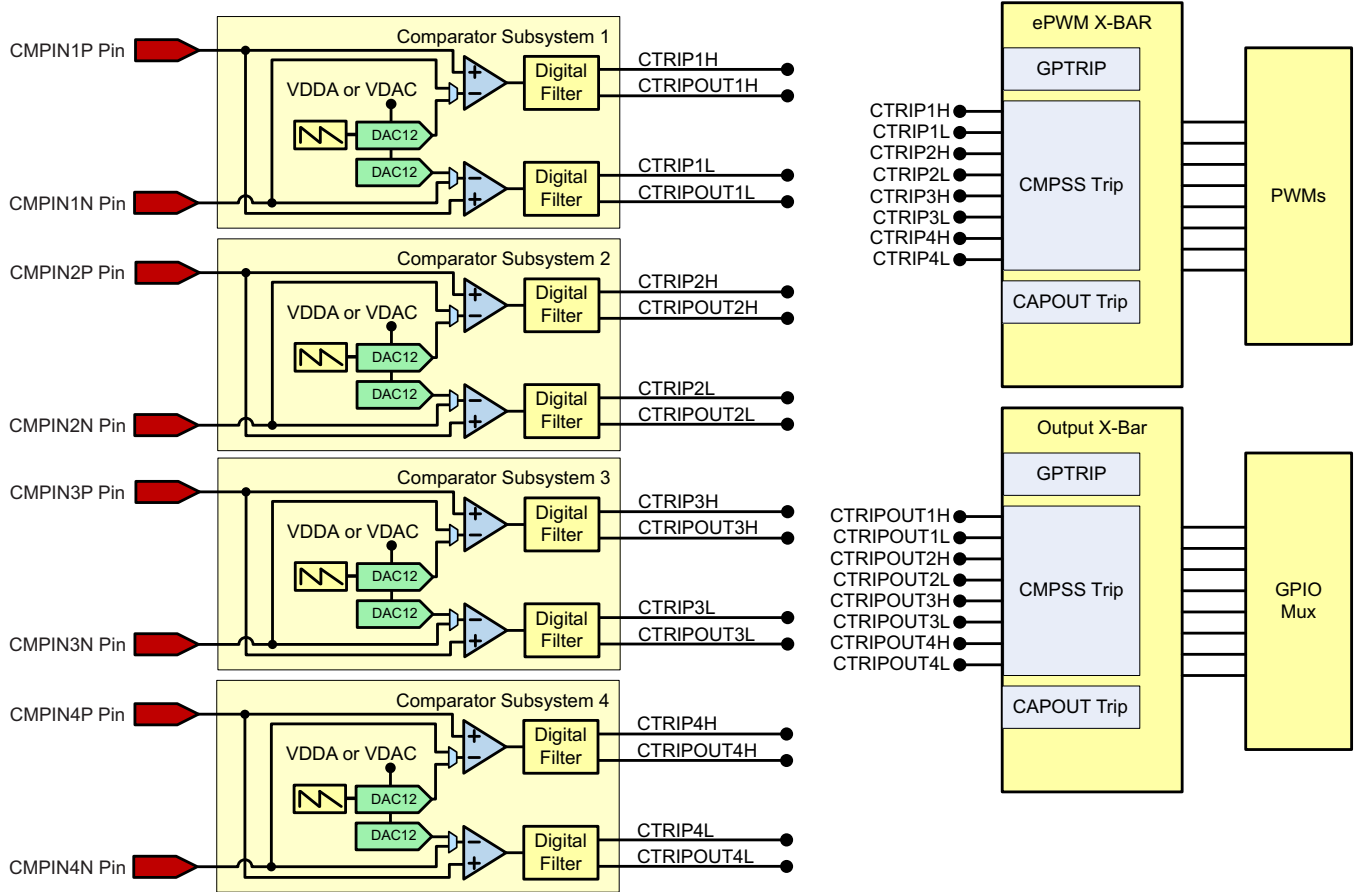 CMPIN1P Pin
Comparator Subsystem 1
VDDA or VDAC
DAC12
DAC12
+
−
−
+
Digital
Filter
Digital
Filter
CTRIP1H
CTRIPOUT1H
CTRIP1L
CTRIPOUT1L
CMPIN1N Pin
CMPIN2P Pin
Comparator Subsystem 2
VDDA or VDAC
DAC12
DAC12
+
−
−
+
Digital
Filter
Digital
Filter
CTRIP2H
CTRIPOUT2H
CTRIP2L
CTRIPOUT2L
CMPIN2N Pin
CMPIN3P Pin
Comparator Subsystem 3
VDDA or VDAC
DAC12
DAC12
+
−
−
+
Digital
Filter
Digital
Filter
CTRIP3H
CTRIPOUT3H
CTRIP3L
CTRIPOUT3L
CMPIN3N Pin
CMPIN4P Pin
Comparator Subsystem 4
VDDA or VDAC
DAC12
DAC12
+
−
−
+
Digital
Filter
Digital
Filter
CTRIP4H
CTRIPOUT4H
CTRIP4L
CTRIPOUT4L
CMPIN4N Pin
ePWM X-BAR
GPTRIP
CTRIP1H
CTRIP1L
CTRIP2H
CTRIP2L
CTRIP3H
CTRIP3L
CTRIP4H
CTRIP4L
CMPSS Trip
CAPOUT Trip
PWMs
Output X-Bar
GPTRIP
CTRIPOUT1H
CTRIPOUT1L
CTRIPOUT2H
CTRIPOUT2L
CTRIPOUT3H
CTRIPOUT3L
CTRIPOUT4H
CTRIPOUT4L
CMPSS Trip
CAPOUT Trip
GPIO
Mux